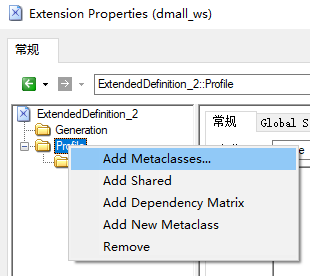 Extension Properties (dmall_ws)
常规
ExtendedDefinition_2::Profile
ExtendedDefinition_2
常规
Global S
Generation
Profile
Add Metaclasses...
Add Shared
Add Dependency Matrix
Add New Metaclass
Remove